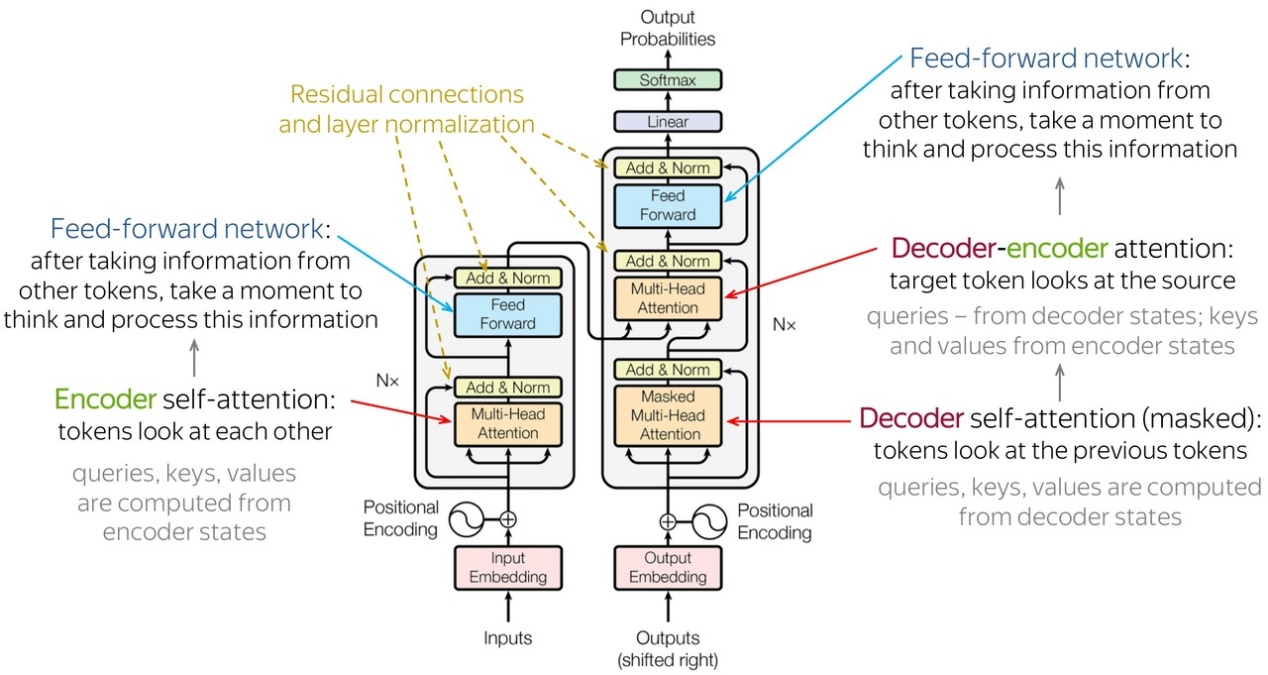 Output
Probabilities
Softmax
Linear
Add & Norm
Feed
Forward
Add & Norm
Multi-Head
Attention
Add & Norm
Masked
Multi-Head
Attention
Nx
Positional
Encoding
Output
Embedding
Outputs
(shifted right)
Add & Norm
Feed
Forward
Add & Norm
Multi-Head
Attention
Nx
Positional
Encoding
Input
Embedding
Inputs
Residual connections
and layer normalization
Feed-forward network:
after taking information from
other tokens, take a moment to
think and process this information
Encoder self-attention:
tokens look at each other
queries, keys, values
are computed from
encoder states
Feed-forward network:
after taking information from
other tokens, take a moment to
think and process this information
Decoder-encoder attention:
target token looks at the source
queries – from decoder states; keys
and values from encoder states
Decoder self-attention (masked):
tokens look at the previous tokens
queries, keys, values are computed
from decoder states